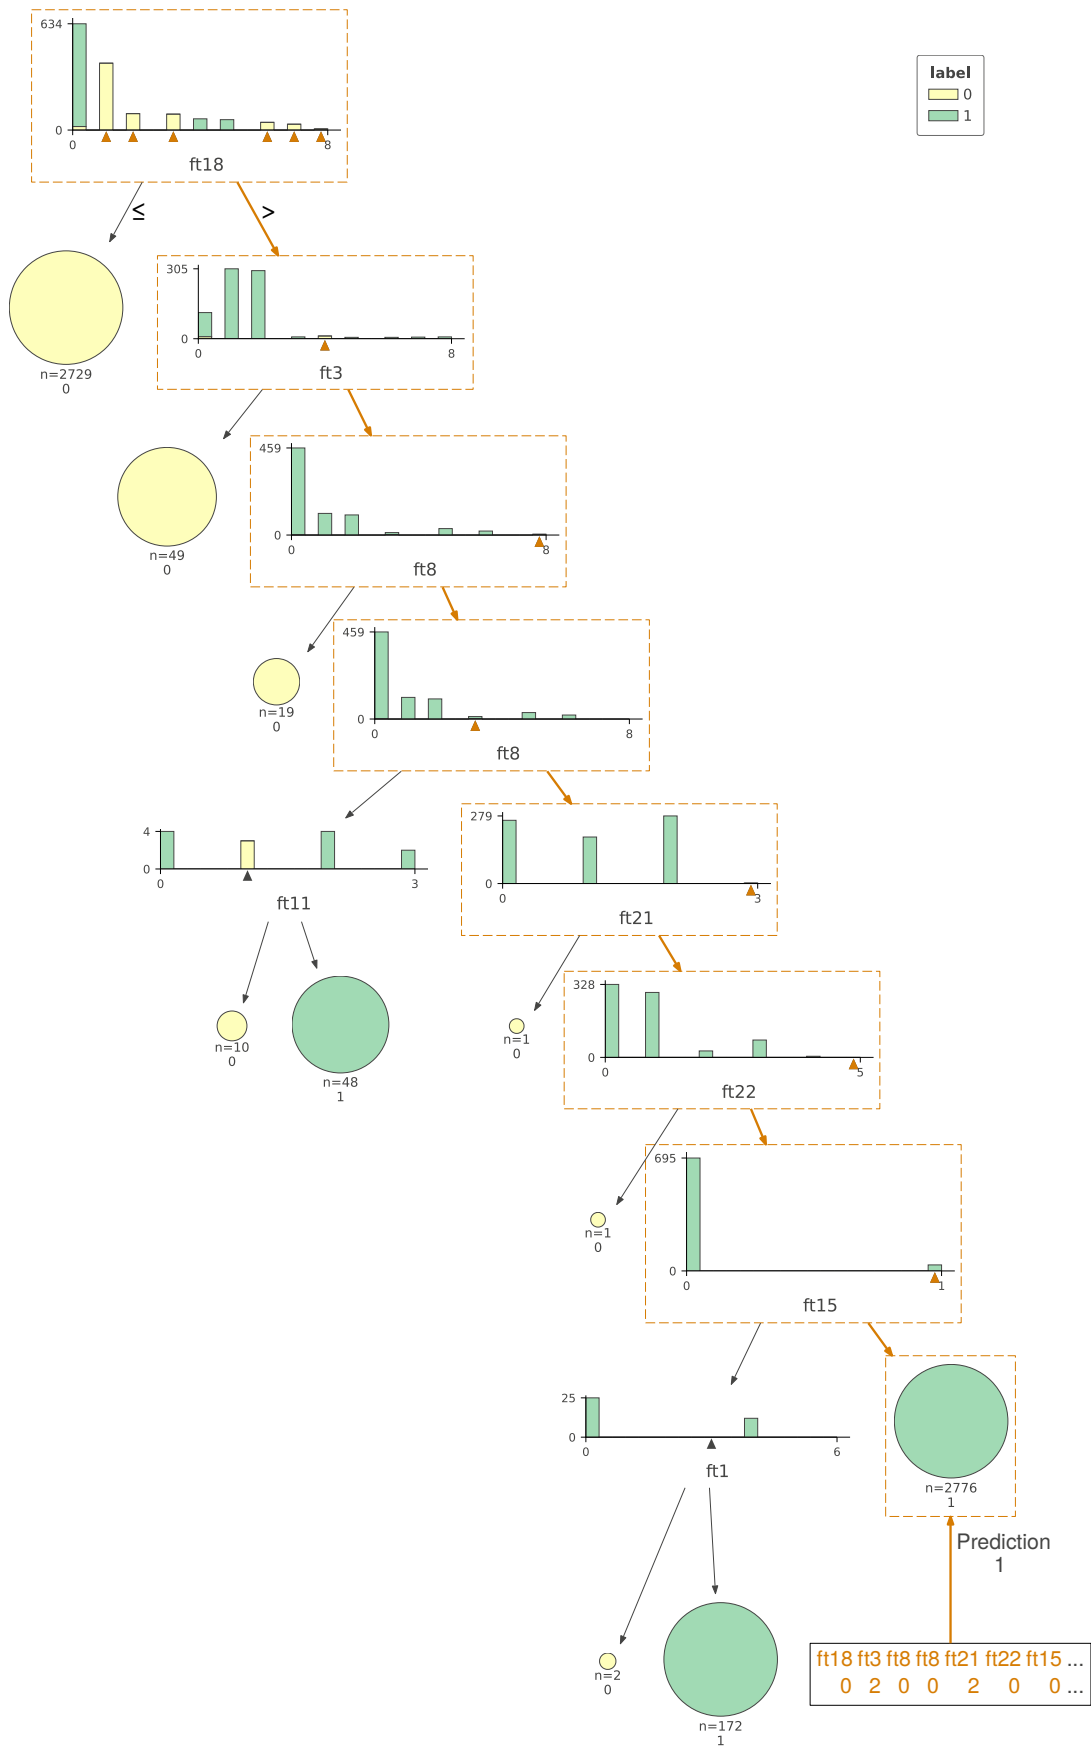 634
0
0
8
ft18
label
0
1
≤
>
n=2729
0
305
0
0
8
ft3
n=49
0
459
0
0
8
ft8
n=19
0
459
0
0
8
ft8
4
0
0
3
ft11
279
0
0
3
ft21
n=10
0
n=48
1
n=1
0
328
0
0
5
ft22
n=1
0
695
0
0
1
ft15
25
0
0
6
ft1
n=2776
1
Prediction
1
n=2
0
n=172
1
ft18 ft3 ft8 ft8 ft21 ft22 ft15 ...
0 2 0 0 2 0 0 ...